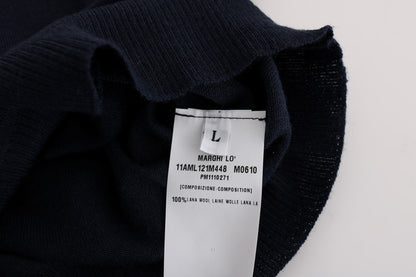 L
MARGHI LO'
11AML121M448 M0610
PM1110271
[COMPOSIZIONE-COMPOSITION]
100%LANA WOOL LAINE WOLLE LANA LA